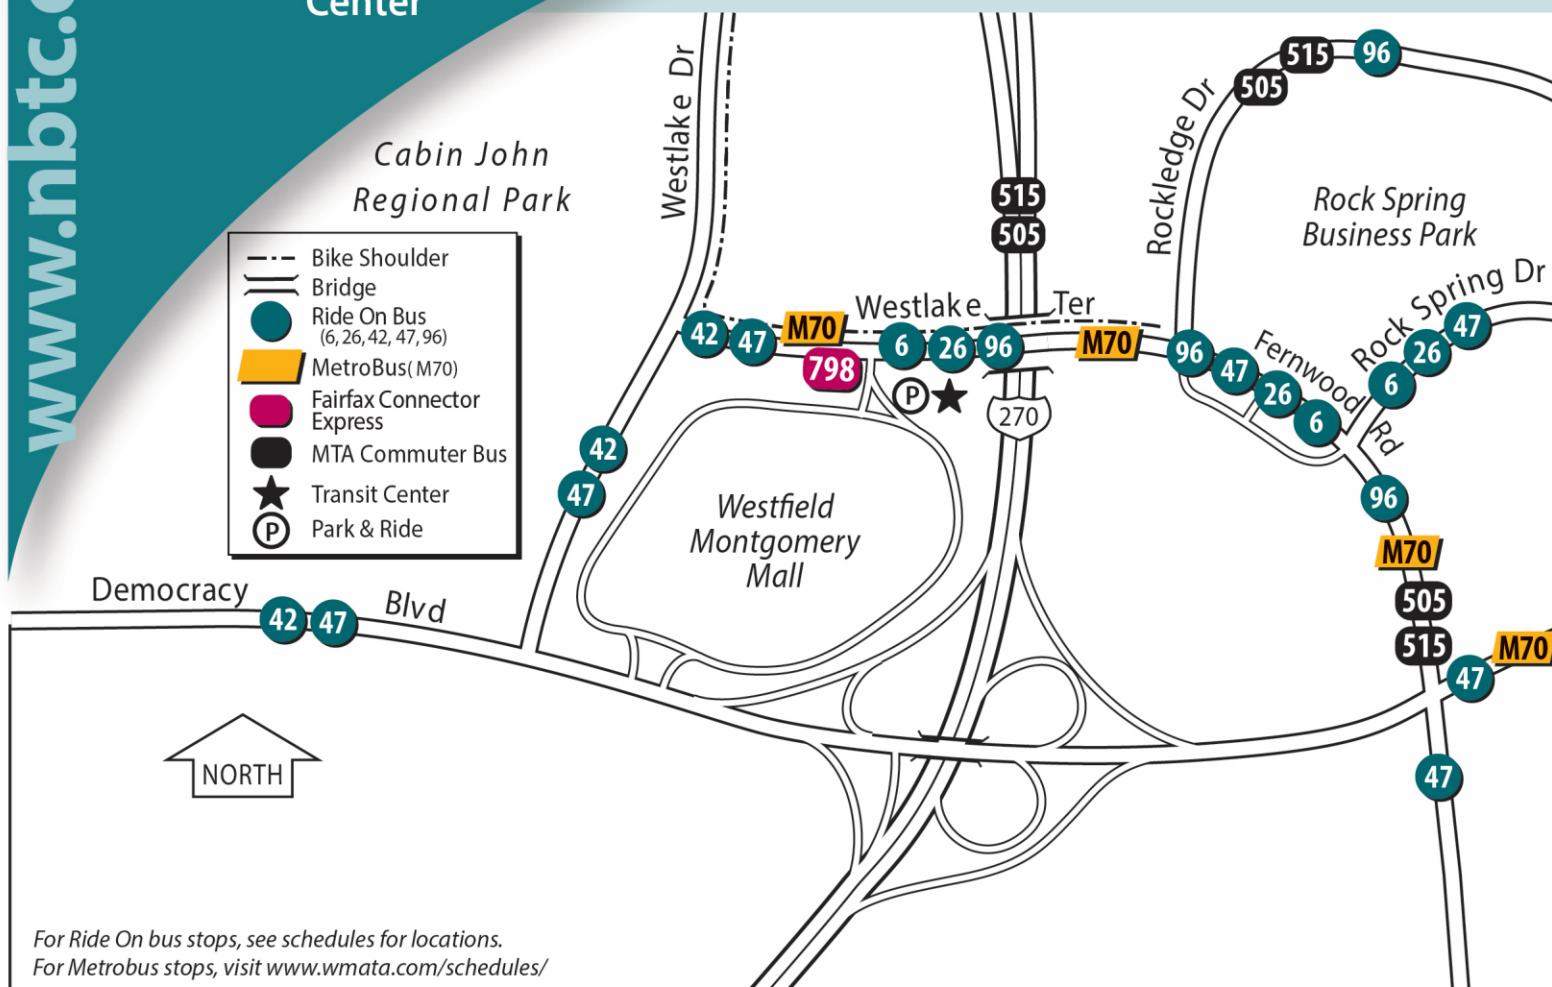 Center
www.nbtc.
Westlake Dr
Cabin John
Regional Park
515
505
Rockledge Dr
505
515
96
Rock Spring
Business Park
Bike Shoulder
Bridge
Ride On Bus
(6, 26, 42, 47, 96)
MetroBus( M70)
Fairfax Connector
Express
MTA Commuter Bus
Transit Center
P Park & Ride
Westlake Ter
42
47
M70
798
6
26
96
M70
P
270
96
47
26
6
Fernwood Rd
Rock Spring Dr
6
26
47
96
M70
505
515
47
M70
47
42
47
Westfield
Montgomery
Mall
Democracy Blvd
42
47
NORTH
For Ride On bus stops, see schedules for locations.
For Metrobus stops, visit www.wmata.com/schedules/